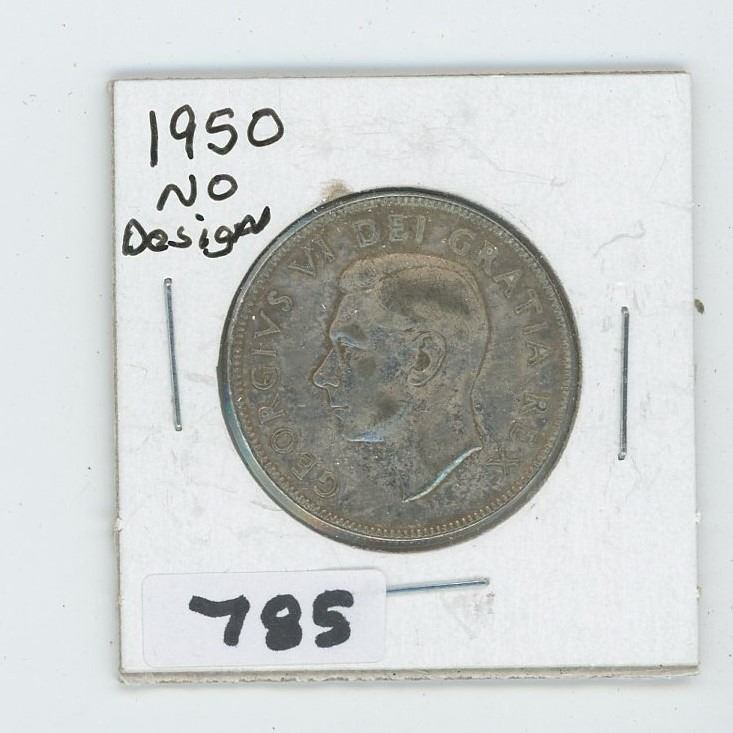 1950
NO
Design
GEORGIVS VI DEI GRATIA REX
785